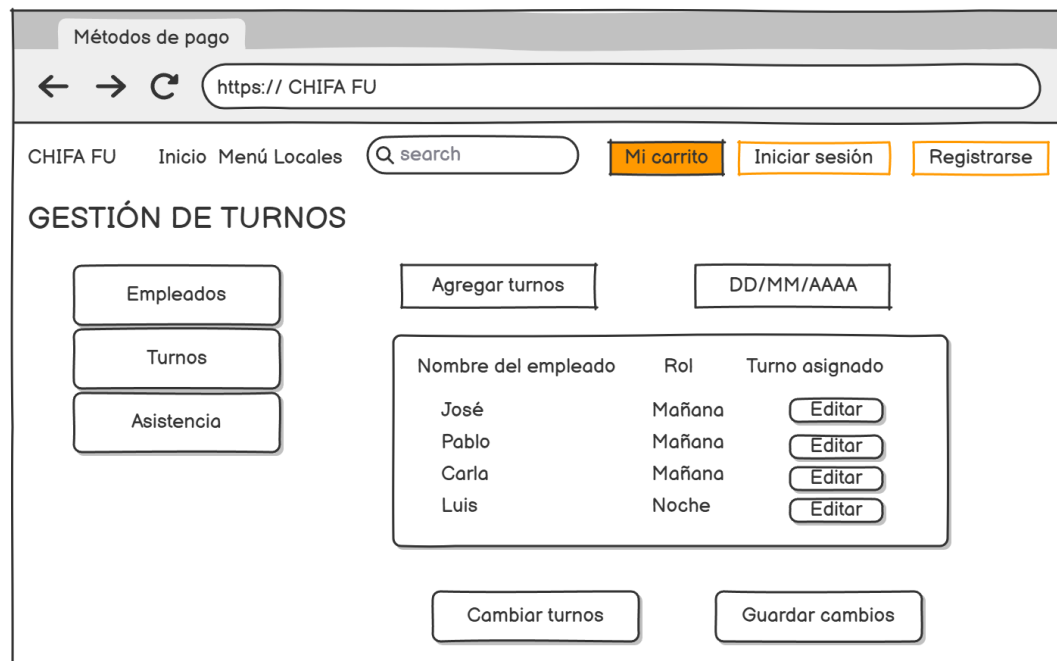 Métodos de pago
https:// CHIFA FU
CHIFA FU Inicio Menú Locales search Mi carrito Iniciar sesión Registrarse
GESTIÓN DE TURNOS
Empleados
Turnos
Asistencia
Agregar turnos DD/MM/AAAA
Nombre del empleado Rol Turno asignado
José Mañana Editar
Pablo Mañana Editar
Carla Mañana Editar
Luis Noche Editar
Cambiar turnos Guardar cambios